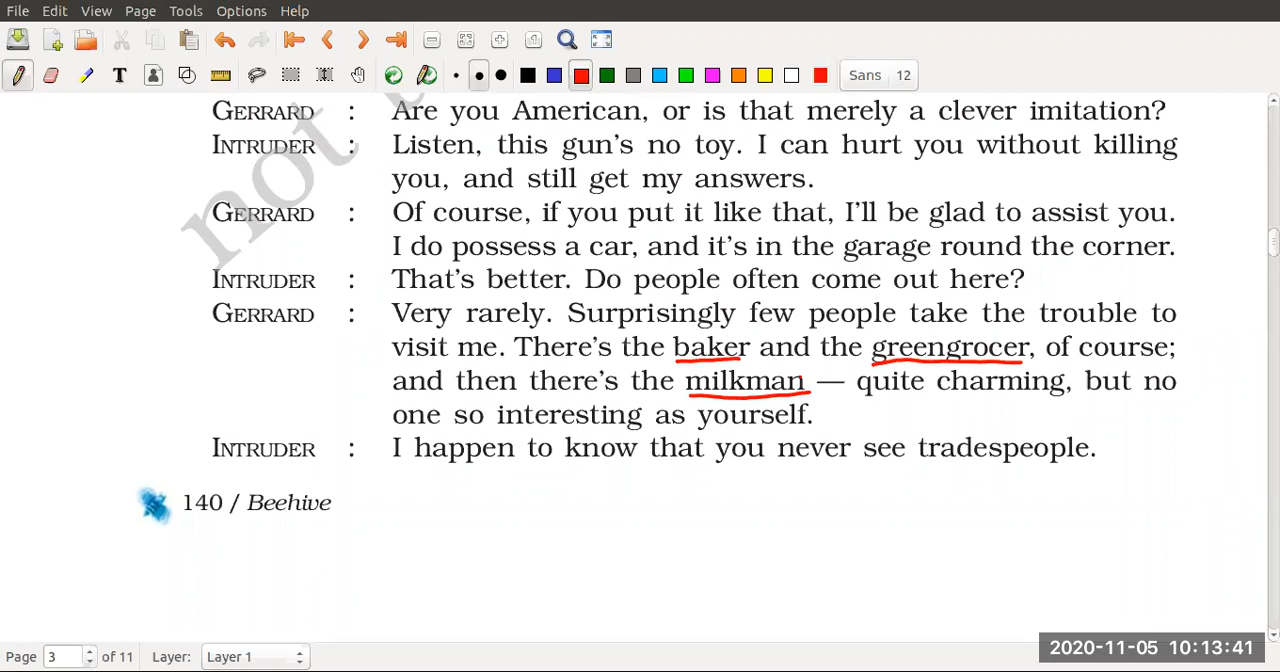 File Edit View Page Tools Options Help
T Sans 12
not
GERRARD : Are you American, or is that merely a clever imitation?
INTRUDER : Listen, this gun's no toy. I can hurt you without killing
you, and still get my answers.
GERRARD : Of course, if you put it like that, I'll be glad to assist you.
I do possess a car, and it's in the garage round the corner.
INTRUDER : That's better. Do people often come out here?
GERRARD : Very rarely. Surprisingly few people take the trouble to
visit me. There's the baker and the greengrocer, of course;
and then there's the milkman — quite charming, but no
one so interesting as yourself.
INTRUDER : I happen to know that you never see tradespeople.
140 / Beehive
Page 3 of 11 Layer: Layer 1
2020-11-05 10:13:41